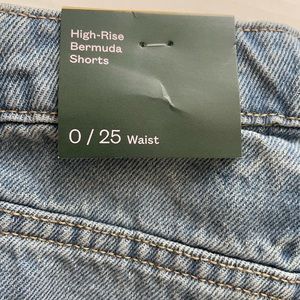 High-Rise
Bermuda
Shorts
0 / 25 Waist